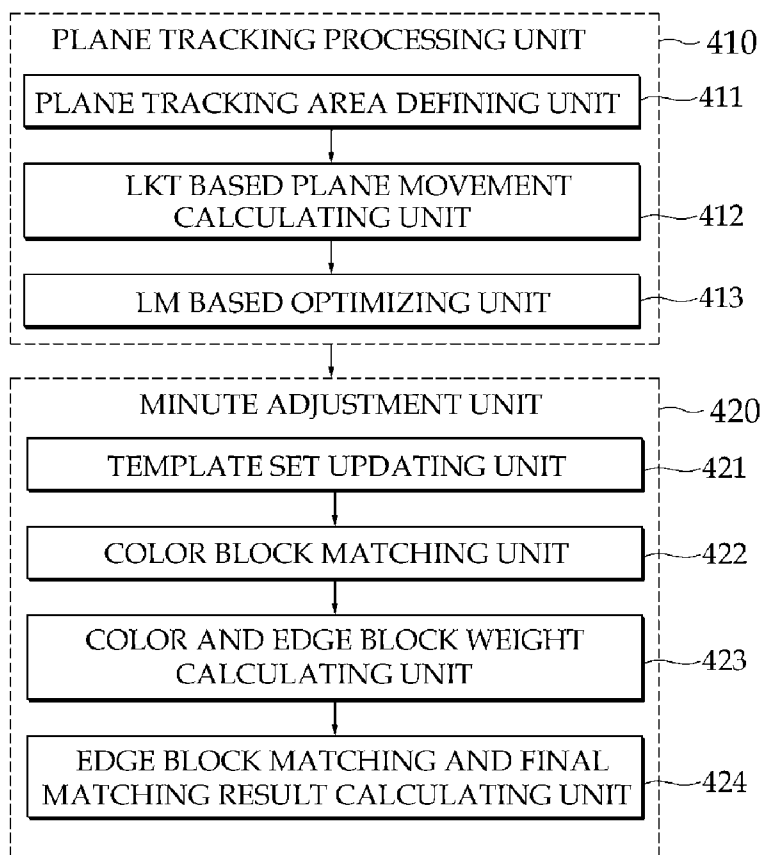 PLANE TRACKING PROCESSING UNIT
410
PLANE TRACKING AREA DEFINING UNIT
411
LKT BASED PLANE MOVEMENT
CALCULATING UNIT
412
LM BASED OPTIMIZING UNIT
413
MINUTE ADJUSTMENT UNIT
420
TEMPLATE SET UPDATING UNIT
421
COLOR BLOCK MATCHING UNIT
422
COLOR AND EDGE BLOCK WEIGHT
CALCULATING UNIT
423
EDGE BLOCK MATCHING AND FINAL
MATCHING RESULT CALCULATING UNIT
424